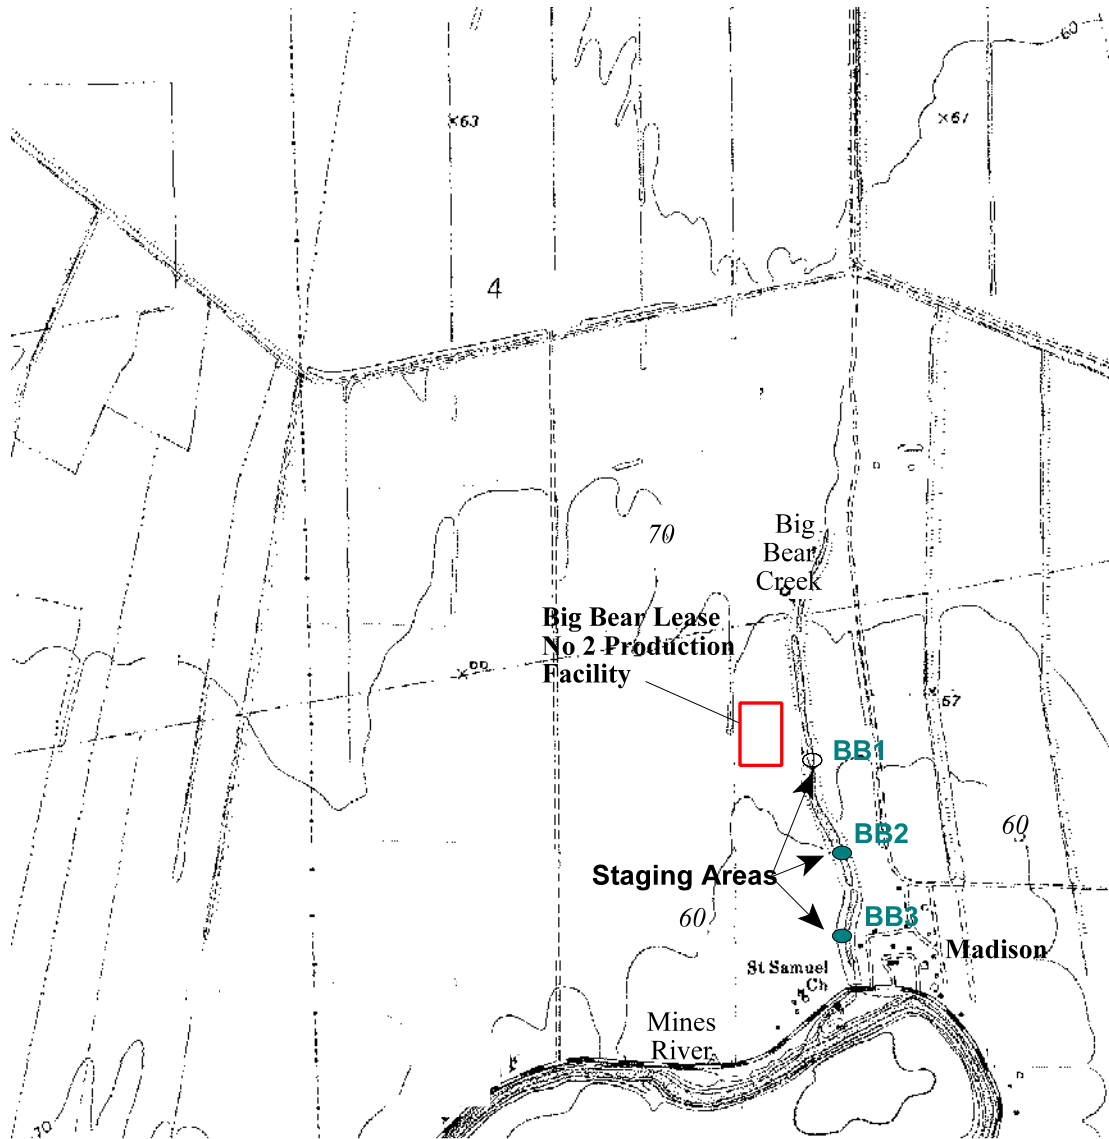 60
×63
×61
4
70
Big
Bear
Creek
Big Bear Lease
No 2 Production
Facility
67
BB1
60
BB2
Staging Areas
BB3
60
Madison
St Samuel
Ch
Mines
River
70